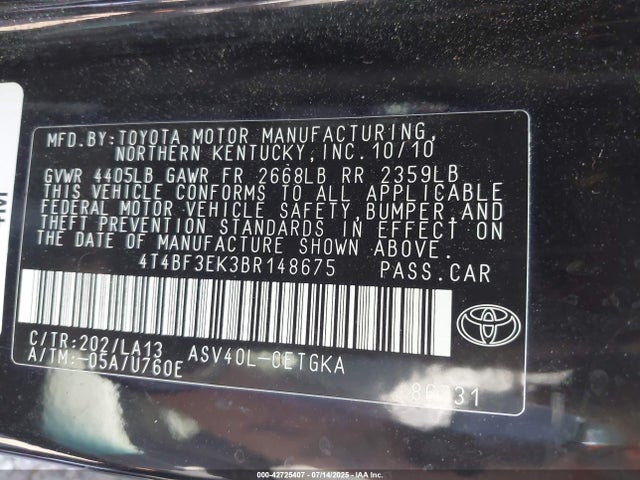 MFD.BY:TOYOTA MOTOR MANUFACTURING,
NORTHERN KENTUCKY,INC.10/10
GVWR 4405LB GAWR FR 2668LB RR 2359LB
THIS VEHICLE CONFORMS TO ALL APPLICABLE
FEDERAL MOTOR VEHICLE SAFETY,BUMPER,AND
THEFT PREVENTION STANDARDS IN EFFECT ON
THE DATE OF MANUFACTURE SHOWN ABOVE.
4T4BF3EK3BR148675 PASS.CAR
C/TR:202/LA13 ASV40L-CETGKA
A/TM:-05A/U760E
000-42725407 - 07/14/2025 - IAA Inc.